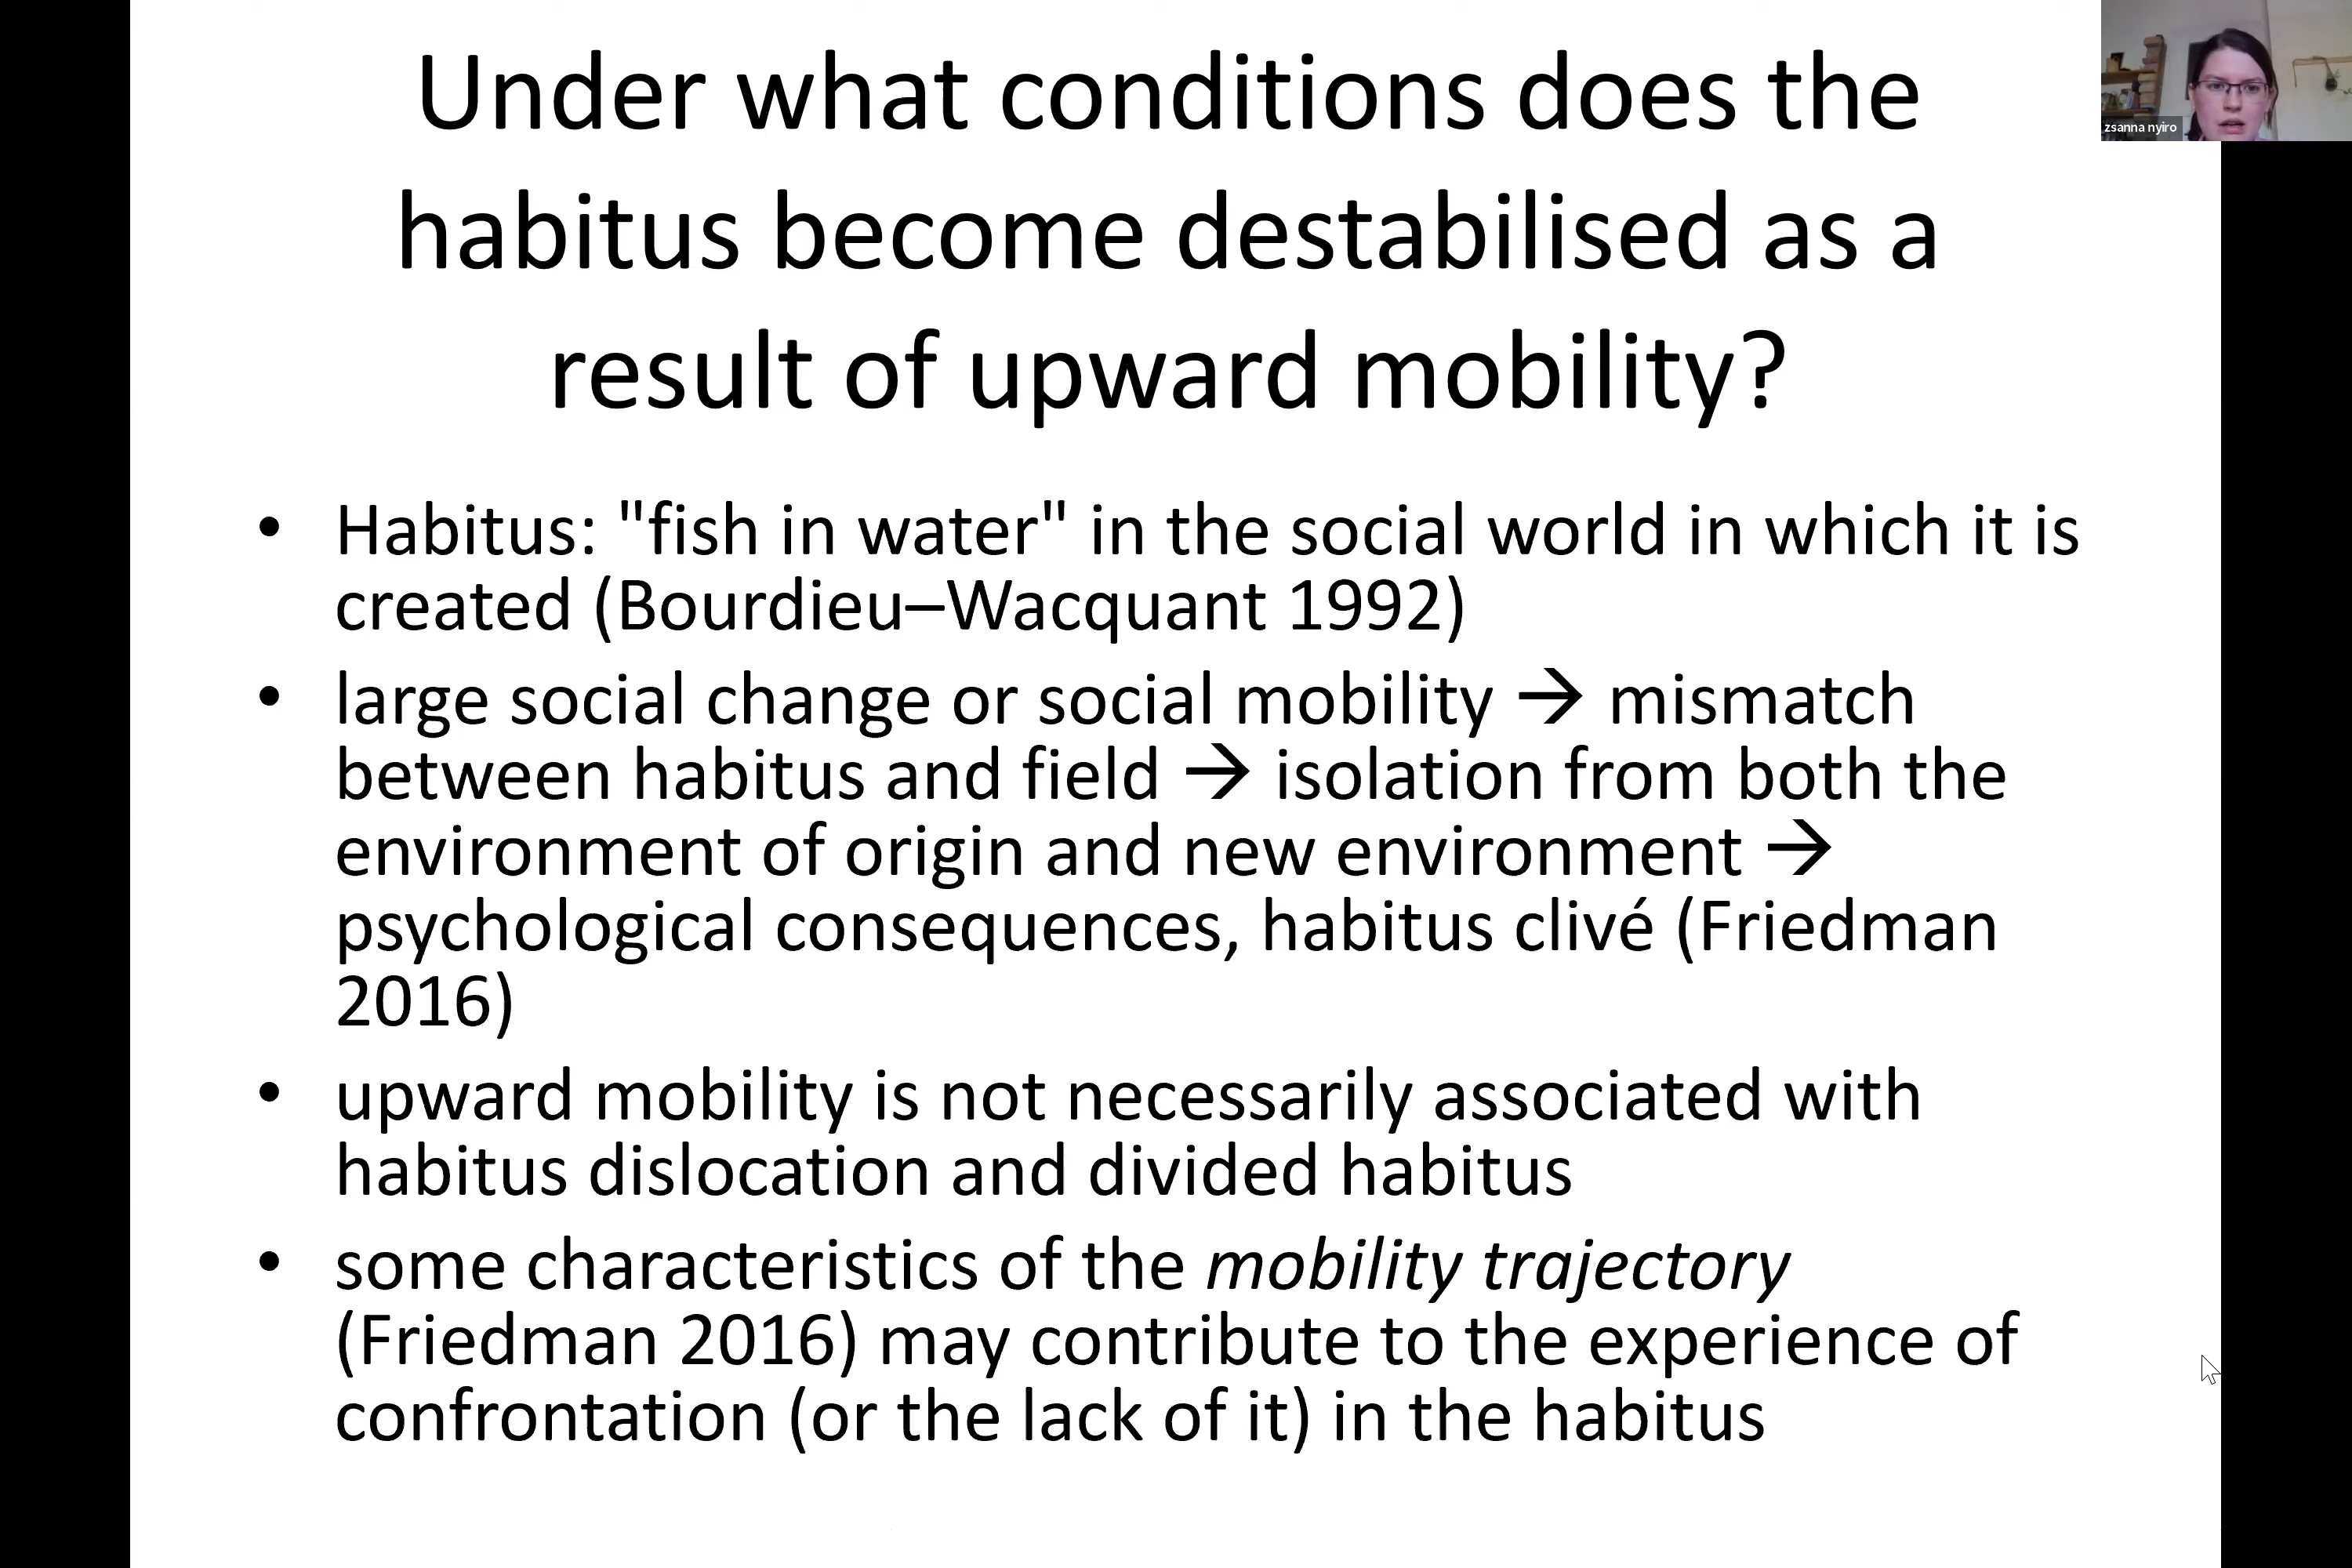 Under what conditions does the
habitus become destabilised as a
result of upward mobility?
zsanna nyiro
• Habitus: "fish in water" in the social world in which it is
created (Bourdieu–Wacquant 1992)
• large social change or social mobility → mismatch
between habitus and field → isolation from both the
environment of origin and new environment →
psychological consequences, habitus clivé (Friedman
2016)
• upward mobility is not necessarily associated with
habitus dislocation and divided habitus
• some characteristics of the mobility trajectory
(Friedman 2016) may contribute to the experience of
confrontation (or the lack of it) in the habitus